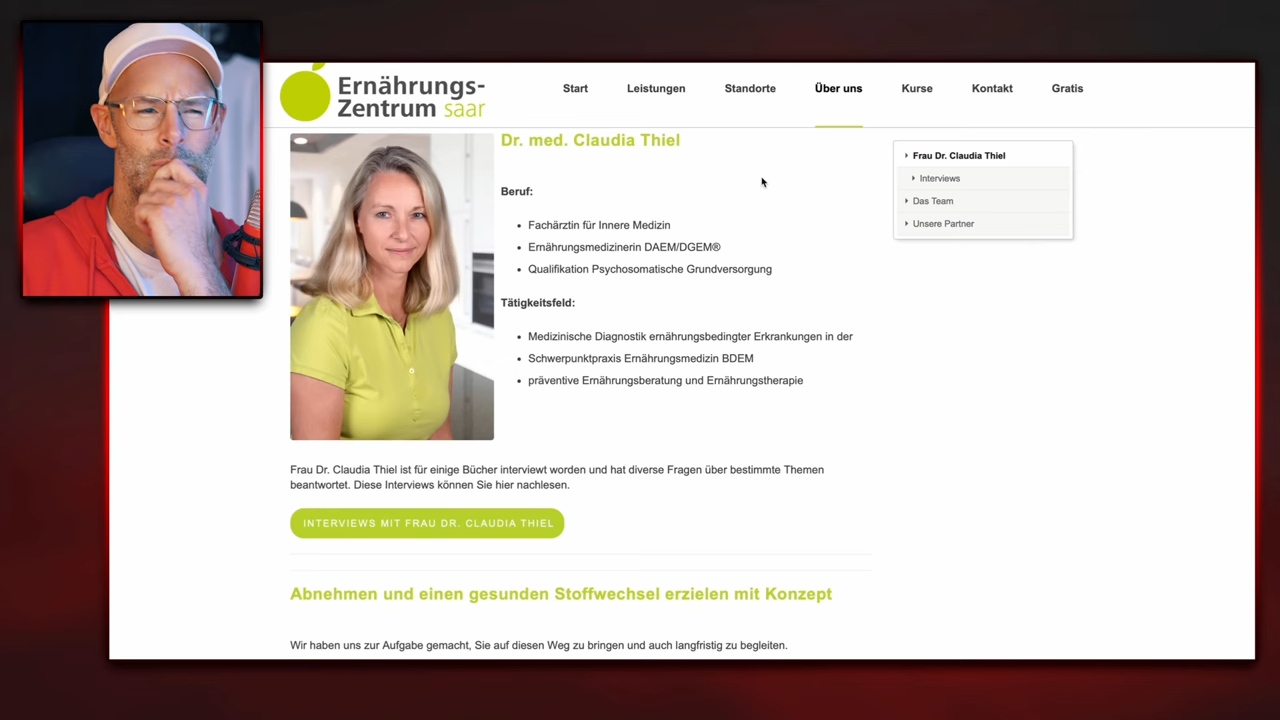 Ernährungs-
Zentrum saar
Start Leistungen Standorte Über uns Kurse Kontakt Gratis
Dr. med. Claudia Thiel
Beruf:
• Fachärztin für Innere Medizin
• Ernährungsmedizinerin DAEM/DGEM®
• Qualifikation Psychosomatische Grundversorgung
Tätigkeitsfeld:
• Medizinische Diagnostik ernährungsbedingter Erkrankungen in der
• Schwerpunktpraxis Ernährungsmedizin BDEM
• präventive Ernährungsberatung und Ernährungstherapie
Frau Dr. Claudia Thiel
Interviews
Das Team
Unsere Partner
Frau Dr. Claudia Thiel ist für einige Bücher interviewt worden und hat diverse Fragen über bestimmte Themen
beantwortet. Diese Interviews können Sie hier nachlesen.
INTERVIEWS MIT FRAU DR. CLAUDIA THIEL
Abnehmen und einen gesunden Stoffwechsel erzielen mit Konzept
Wir haben uns zur Aufgabe gemacht, Sie auf diesen Weg zu bringen und auch langfristig zu begleiten.